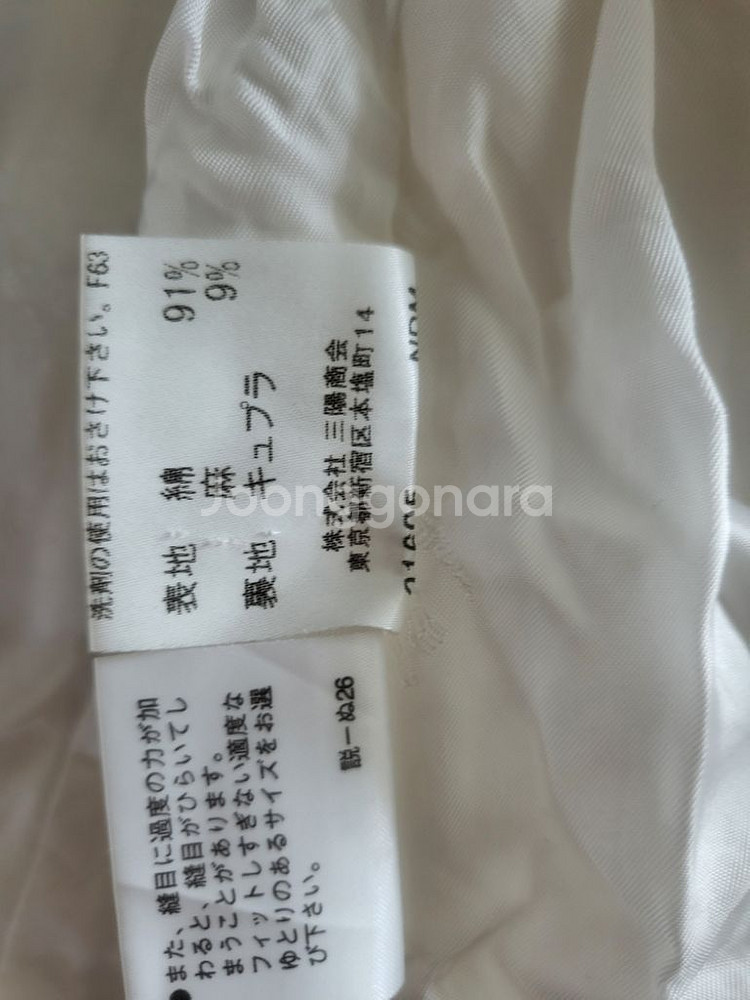 洗剤の使用はおさけ下さい。F63
表地 綿 91%
麻 9%
裏地 キュプラ
株式会社 三陽商会
東京都新宿区本塩町14
●また、縫目に過度の力が加
わると、縫目がひらいてし
まうことがあります。
フィットしすぎない適度な
ゆとりのあるサイズをお選
び下さい。
説－ぬ26
Joonggonara